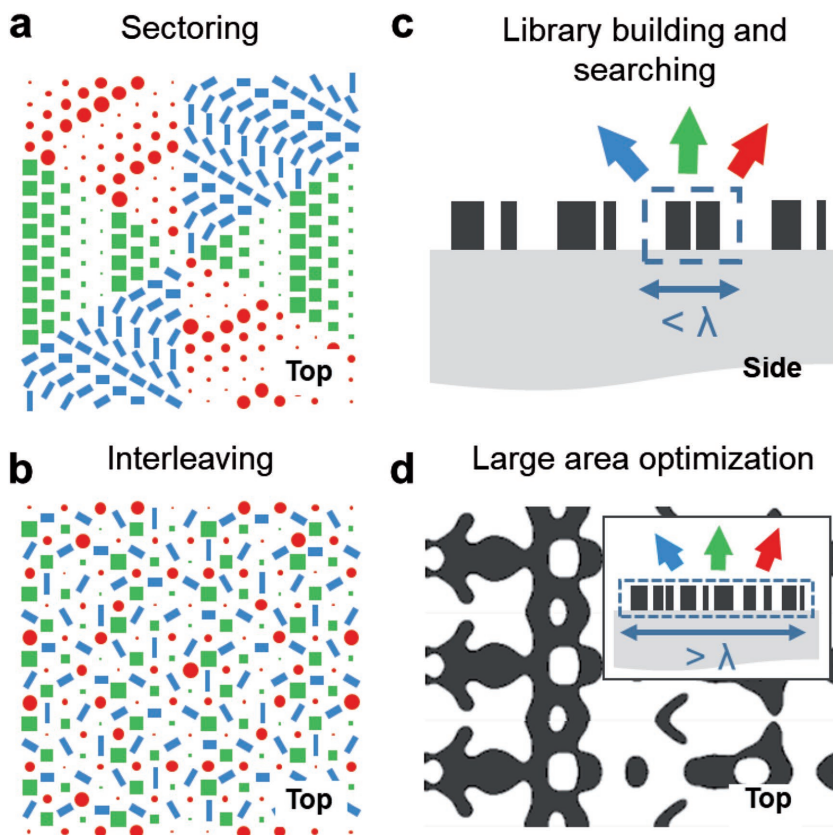 a
Sectoring
Top
b
Interleaving
Top
c
Library building and
searching
< λ
Side
d
Large area optimization
> λ
Top